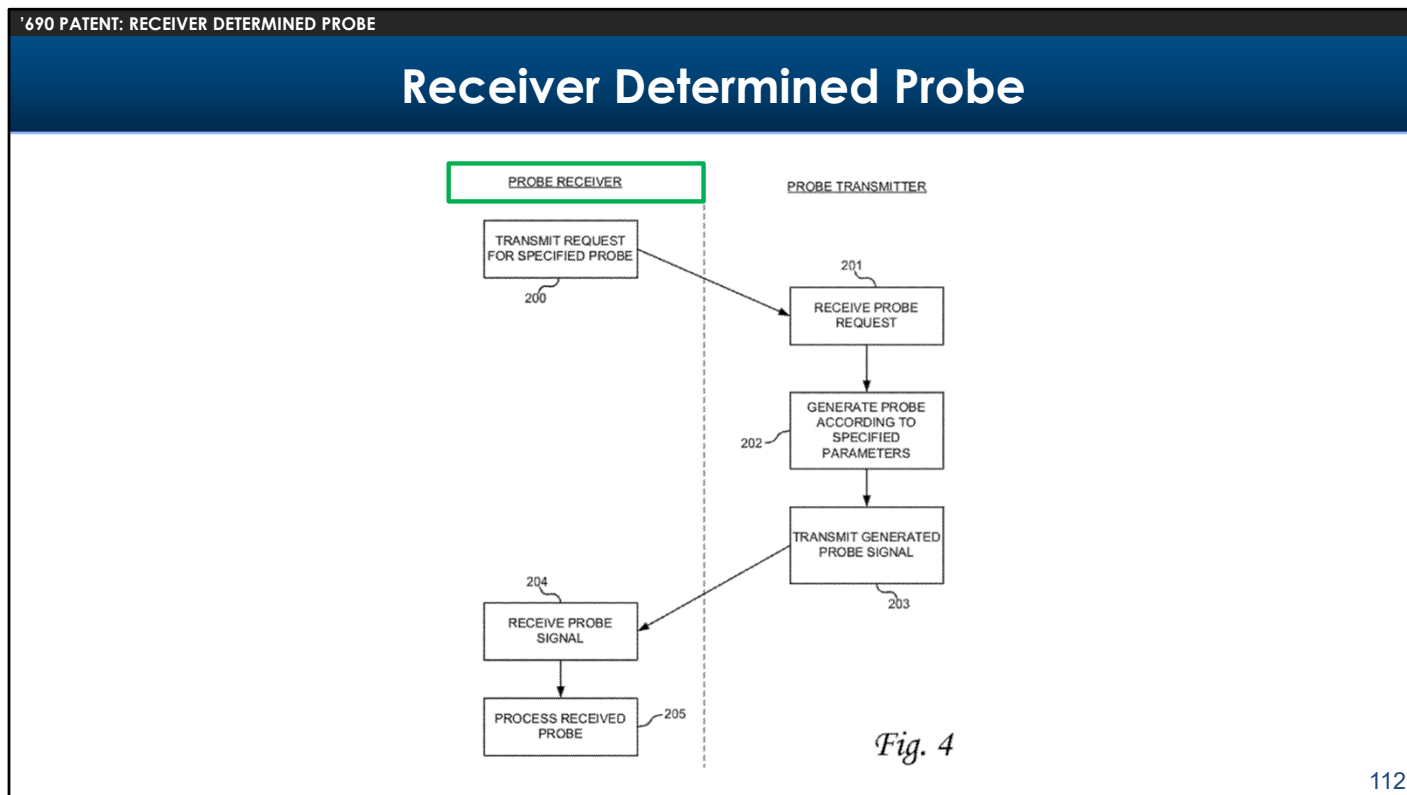 '690 PATENT: RECEIVER DETERMINED PROBE
Receiver Determined Probe
PROBE RECEIVER
PROBE TRANSMITTER
TRANSMIT REQUEST
FOR SPECIFIED PROBE
200
201
RECEIVE PROBE
REQUEST
GENERATE PROBE
ACCORDING TO
SPECIFIED
PARAMETERS
202
TRANSMIT GENERATED
PROBE SIGNAL
203
204
RECEIVE PROBE
SIGNAL
PROCESS RECEIVED
PROBE
205
Fig. 4
112